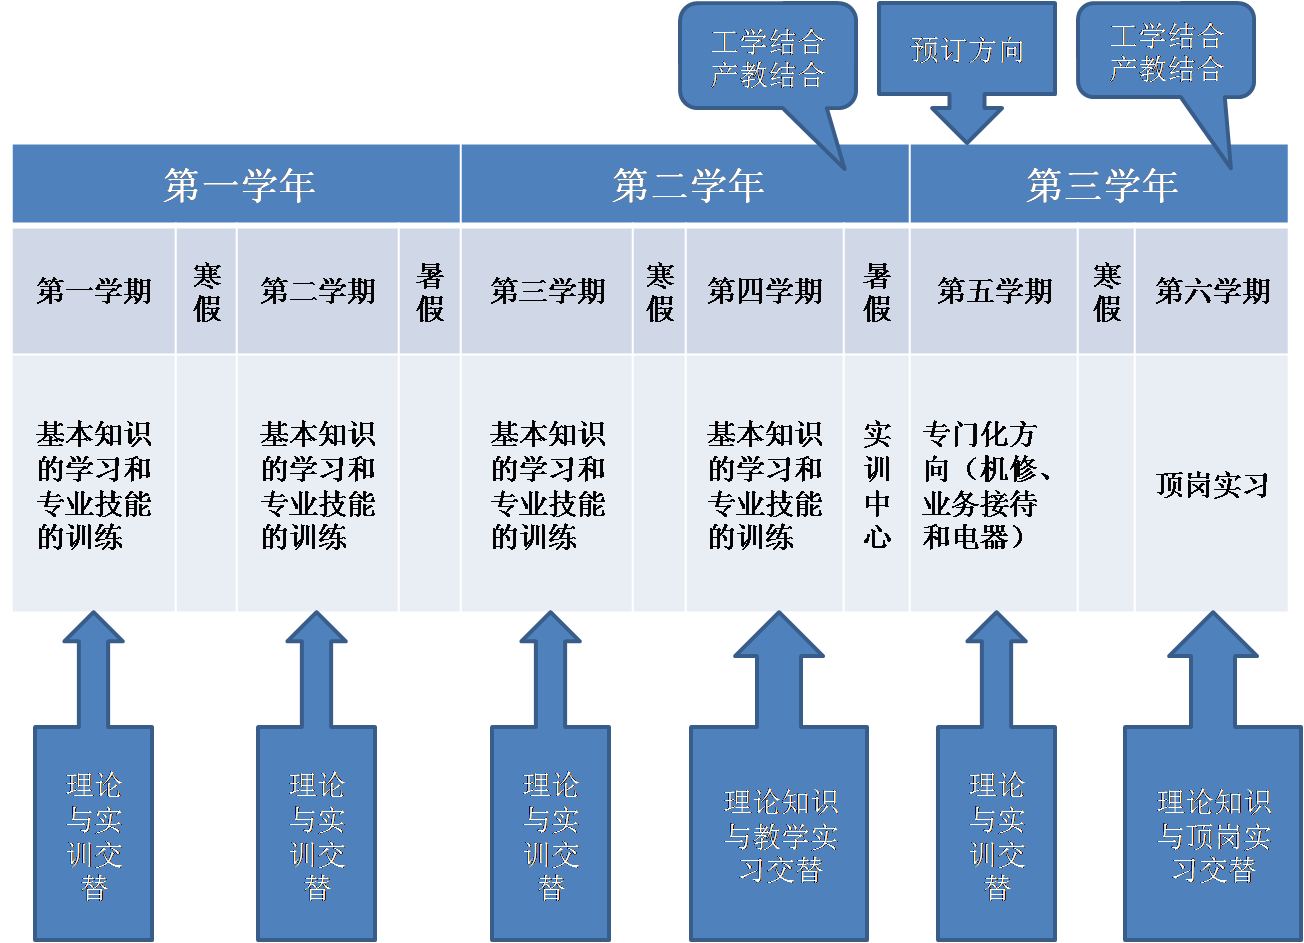 工学结合
产教结合
预订方向
工学结合
产教结合
第一学年
第二学年
第三学年
第一学期
寒
假
第二学期
暑
假
第三学期
寒
假
第四学期
暑
假
第五学期
寒
假
第六学期
基本知识
的学习和
专业技能
的训练
基本知识
的学习和
专业技能
的训练
基本知识
的学习和
专业技能
的训练
基本知识
的学习和
专业技能
的训练
实
训
中
心
专门化方
向（机修、
业务接待
和电器）
顶岗实习
理论
与实
训交
替
理论
与实
训交
替
理论
与实
训交
替
理论知识
与教学实
习交替
理论
与实
训交
替
理论知识
与顶岗实
习交替